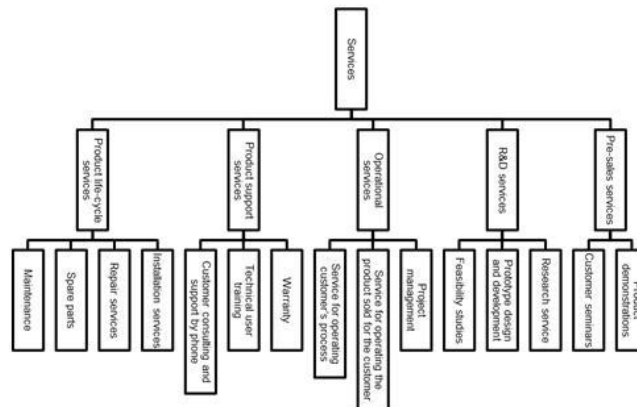 Services
Pre-sales services
Product
demonstrations
Customer seminars
R&D services
Research service
Prototype design
and development
Feasibility studies
Operational
services
Project
management
Service for operating the
product sold for the customer
Service for operating
customer's process
Product support
services
Warranty
Technical user
training
Customer consulting and
support by phone
Product life-cycle
services
Installation services
Repair services
Spare parts
Maintenance